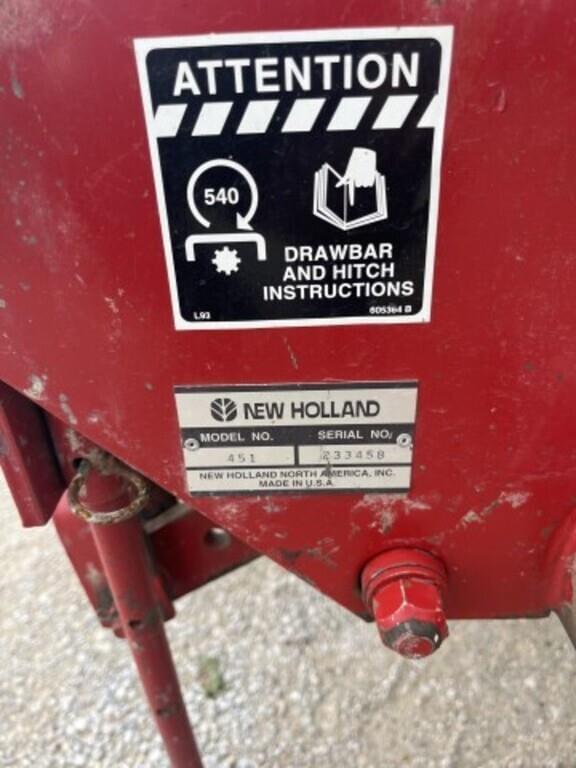 ATTENTION
540
DRAWBAR
AND HITCH
INSTRUCTIONS
L93 605364 B
NEW HOLLAND
MODEL NO. SERIAL NO.
451 233458
NEW HOLLAND NORTH AMERICA, INC.
MADE IN U.S.A.